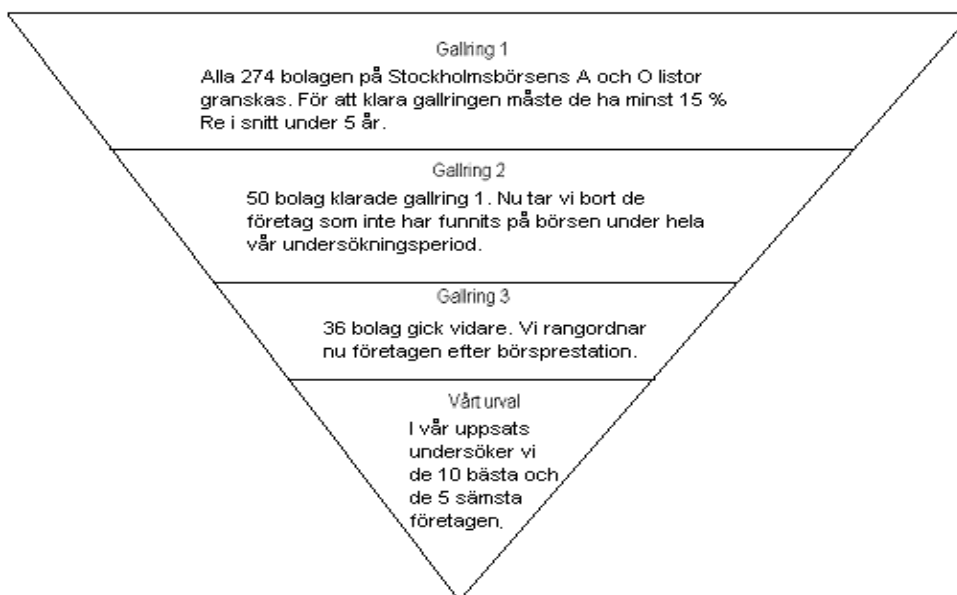 Gallring 1
Alla 274 bolagen på Stockholmsbörsens A och O listor
granskas. För att klara gallringen måste de ha minst 15 %
Re i snitt under 5 år.
Gallring 2
50 bolag klarade gallring 1. Nu tar vi bort de
företag som inte har funnits på börsen under hela
vår undersökningsperiod.
Gallring 3
36 bolag gick vidare. Vi rangordnar
nu företagen efter börsprestation.
Vårt urval
I vår uppsats
undersöker vi
de 10 bästa och
de 5 sämsta
företagen.